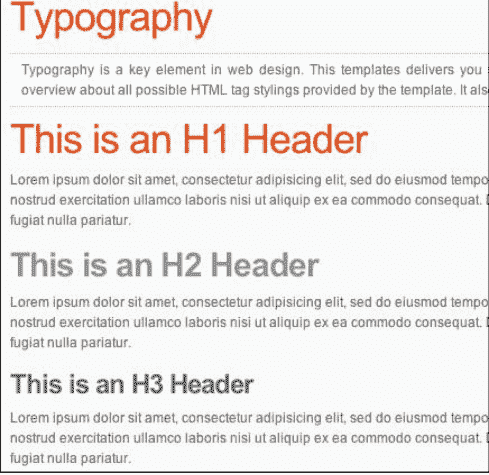 Typography
Typography is a key element in web design. This templates delivers you
overview about all possible HTML tag stylings provided by the template. It als
This is an H1 Header
Lorem ipsum dolor sit amet, consectetur adipisicing elit, sed do eiusmod tempo
nostrud exercitation ullamco laboris nisi ut aliquip ex ea commodo consequat. D
fugiat nulla pariatur.
This is an H2 Header
Lorem ipsum dolor sit amet, consectetur adipisicing elit, sed do eiusmod tempo
nostrud exercitation ullamco laboris nisi ut aliquip ex ea commodo consequat. D
fugiat nulla pariatur.
This is an H3 Header
Lorem ipsum dolor sit amet, consectetur adipisicing elit, sed do eiusmod tempo
nostrud exercitation ullamco laboris nisi ut aliquip ex ea commodo consequat. D
fugiat nulla pariatur.